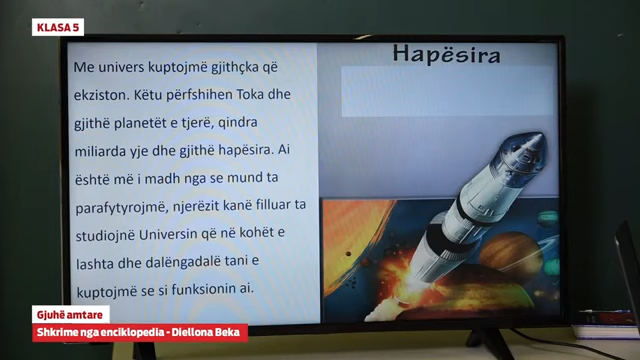 KLASA 5
Hapësira
Me univers kuptojmë gjithçka që
ekziston. Këtu përfshihen Toka dhe
gjithë planetët e tjerë, qindra
miliarda yje dhe gjithë hapësira. Ai
është më i madh nga se mund ta
parafytyrojmë, njerëzit kanë filluar ta
studiojnë Universin që në kohët e
lashta dhe dalëngadalë tani e
kuptojmë se si funksionin ai.
Gjuhë amtare
Shkrime nga enciklopedia - Diellona Beka